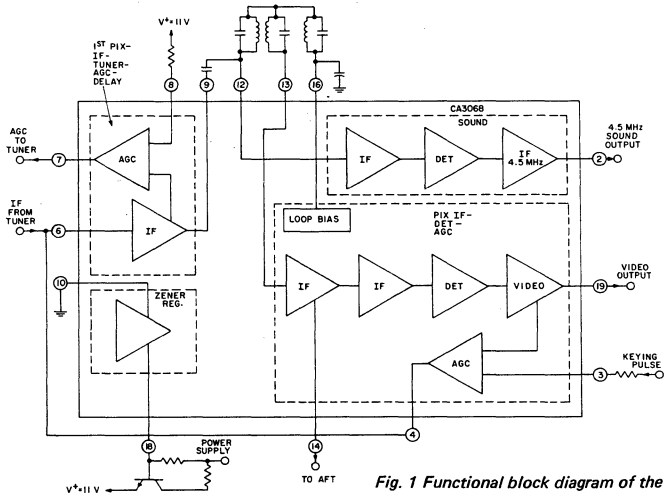 V+=11 V
1ST PIX-
IF-
TUNER-
AGC-
DELAY
8
9
12
13
16
CA3068
SOUND
AGC
TO
TUNER
7
AGC
IF
DET
IF
4.5 MHz
2
4.5 MHz
SOUND
OUTPUT
IF
FROM
TUNER
6
IF
LOOP BIAS
PIX IF-
DET-
AGC
10
ZENER
REG.
IF
IF
DET
VIDEO
19
VIDEO
OUTPUT
AGC
3
KEYING
PULSE
4
18
POWER
SUPPLY
14
TO AFT
V+=11 V
Fig. 1 Functional block diagram of the